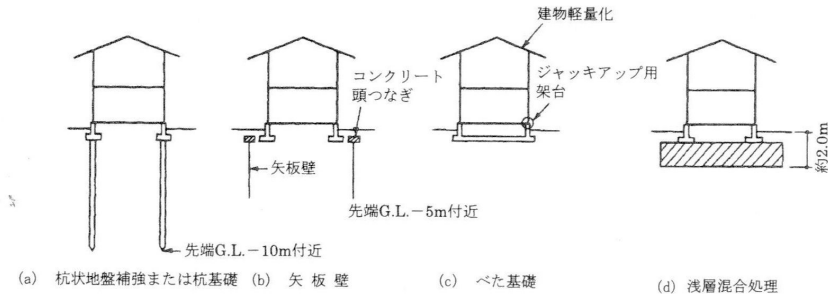 建物軽量化
コンクリート
頭つなぎ
ジャッキアップ用
架台
矢板壁
約2.0m
先端G.L.−5m付近
先端G.L.−10m付近
(a) 杭状地盤補強または杭基礎
(b) 矢板壁
(c) べた基礎
(d) 浅層混合処理